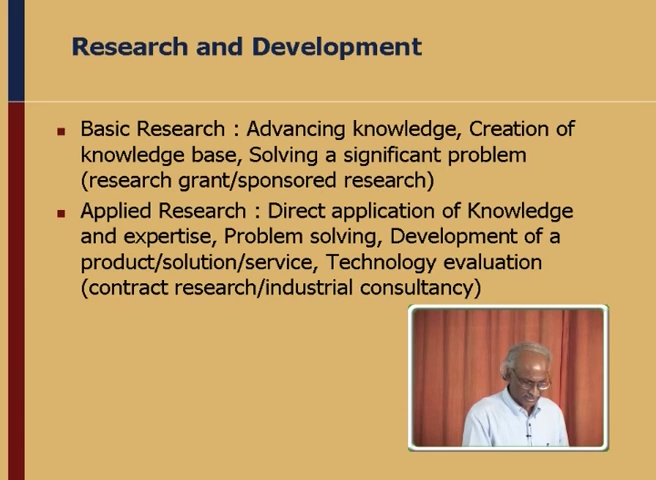 Research and Development
Basic Research : Advancing knowledge, Creation of
knowledge base, Solving a significant problem
(research grant/sponsored research)
Applied Research : Direct application of Knowledge
and expertise, Problem solving, Development of a
product/solution/service, Technology evaluation
(contract research/industrial consultancy)